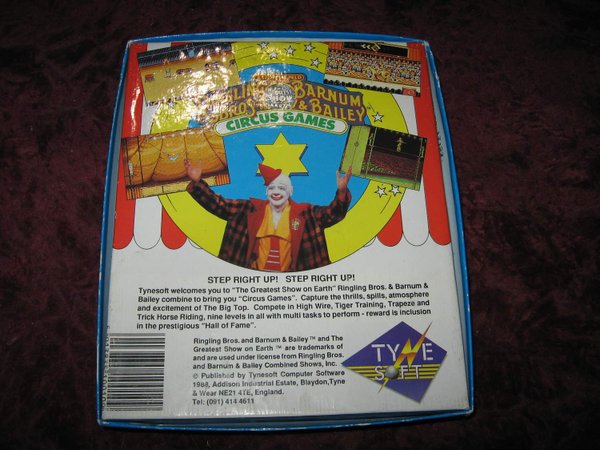 BARNUM
BROS & BAILEY
CIRCUS GAMES
STEP RIGHT UP! STEP RIGHT UP!
Tynesoft welcomes you to "The Greatest Show on Earth" Ringling Bros. & Barnum &
Bailey combine to bring you "Circus Games". Capture the thrills, spills, atmosphere
and excitement of The Big Top. Compete in High Wire, Tiger Training, Trapeze and
Trick Horse Riding, nine levels in all with multi tasks to perform - reward is inclusion
in the prestigious "Hall of Fame".
Ringling Bros. and Barnum & Bailey™ and The
Greatest Show on Earth™ are trademarks of
and are used under license from Ringling Bros.
and Barnum & Bailey Combined Shows, Inc.
© Published by Tynesoft Computer Software
1988, Addison Industrial Estate, Blaydon, Tyne
& Wear NE21 4TE, England.
Tel: (091) 414 4611
TYNE
SOFT